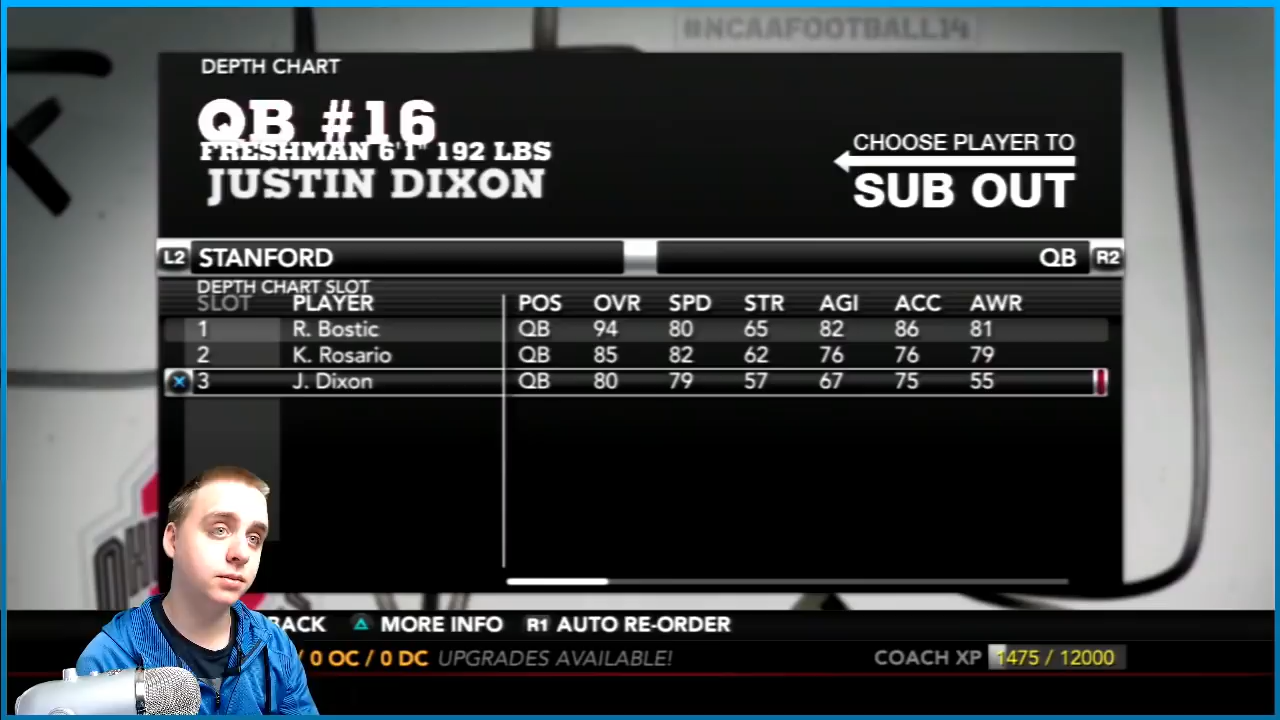 #NCAAFOOTBALL14
DEPTH CHART
QB #16
FRESHMAN 6'1" 192 LBS
JUSTIN DIXON
CHOOSE PLAYER TO
SUB OUT
L2 STANFORD QB R2
DEPTH CHART SLOT
SLOT PLAYER POS OVR SPD STR AGI ACC AWR
1 R. Bostic QB 94 80 65 82 86 81
2 K. Rosario QB 85 82 62 76 76 79
3 J. Dixon QB 80 79 57 67 75 55
BACK MORE INFO R1 AUTO RE-ORDER
/ 0 OC / 0 DC UPGRADES AVAILABLE! COACH XP 1475 / 12000